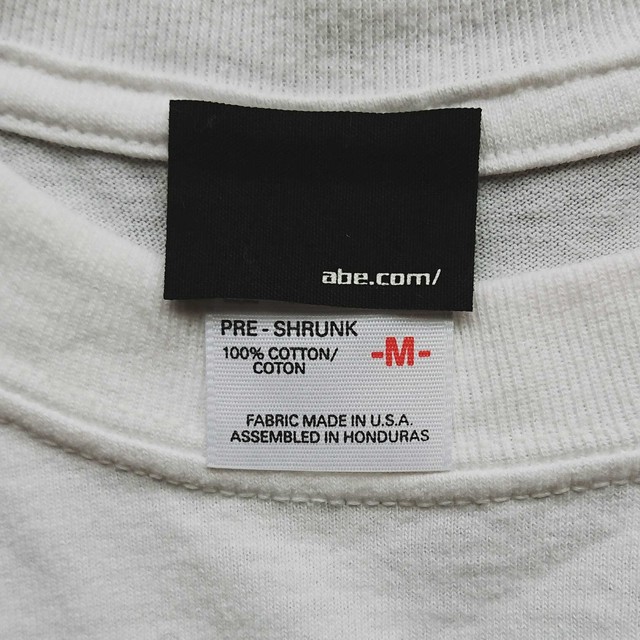 abe.com/
PRE - SHRUNK
100% COTTON/
COTON
-M-
FABRIC MADE IN U.S.A.
ASSEMBLED IN HONDURAS